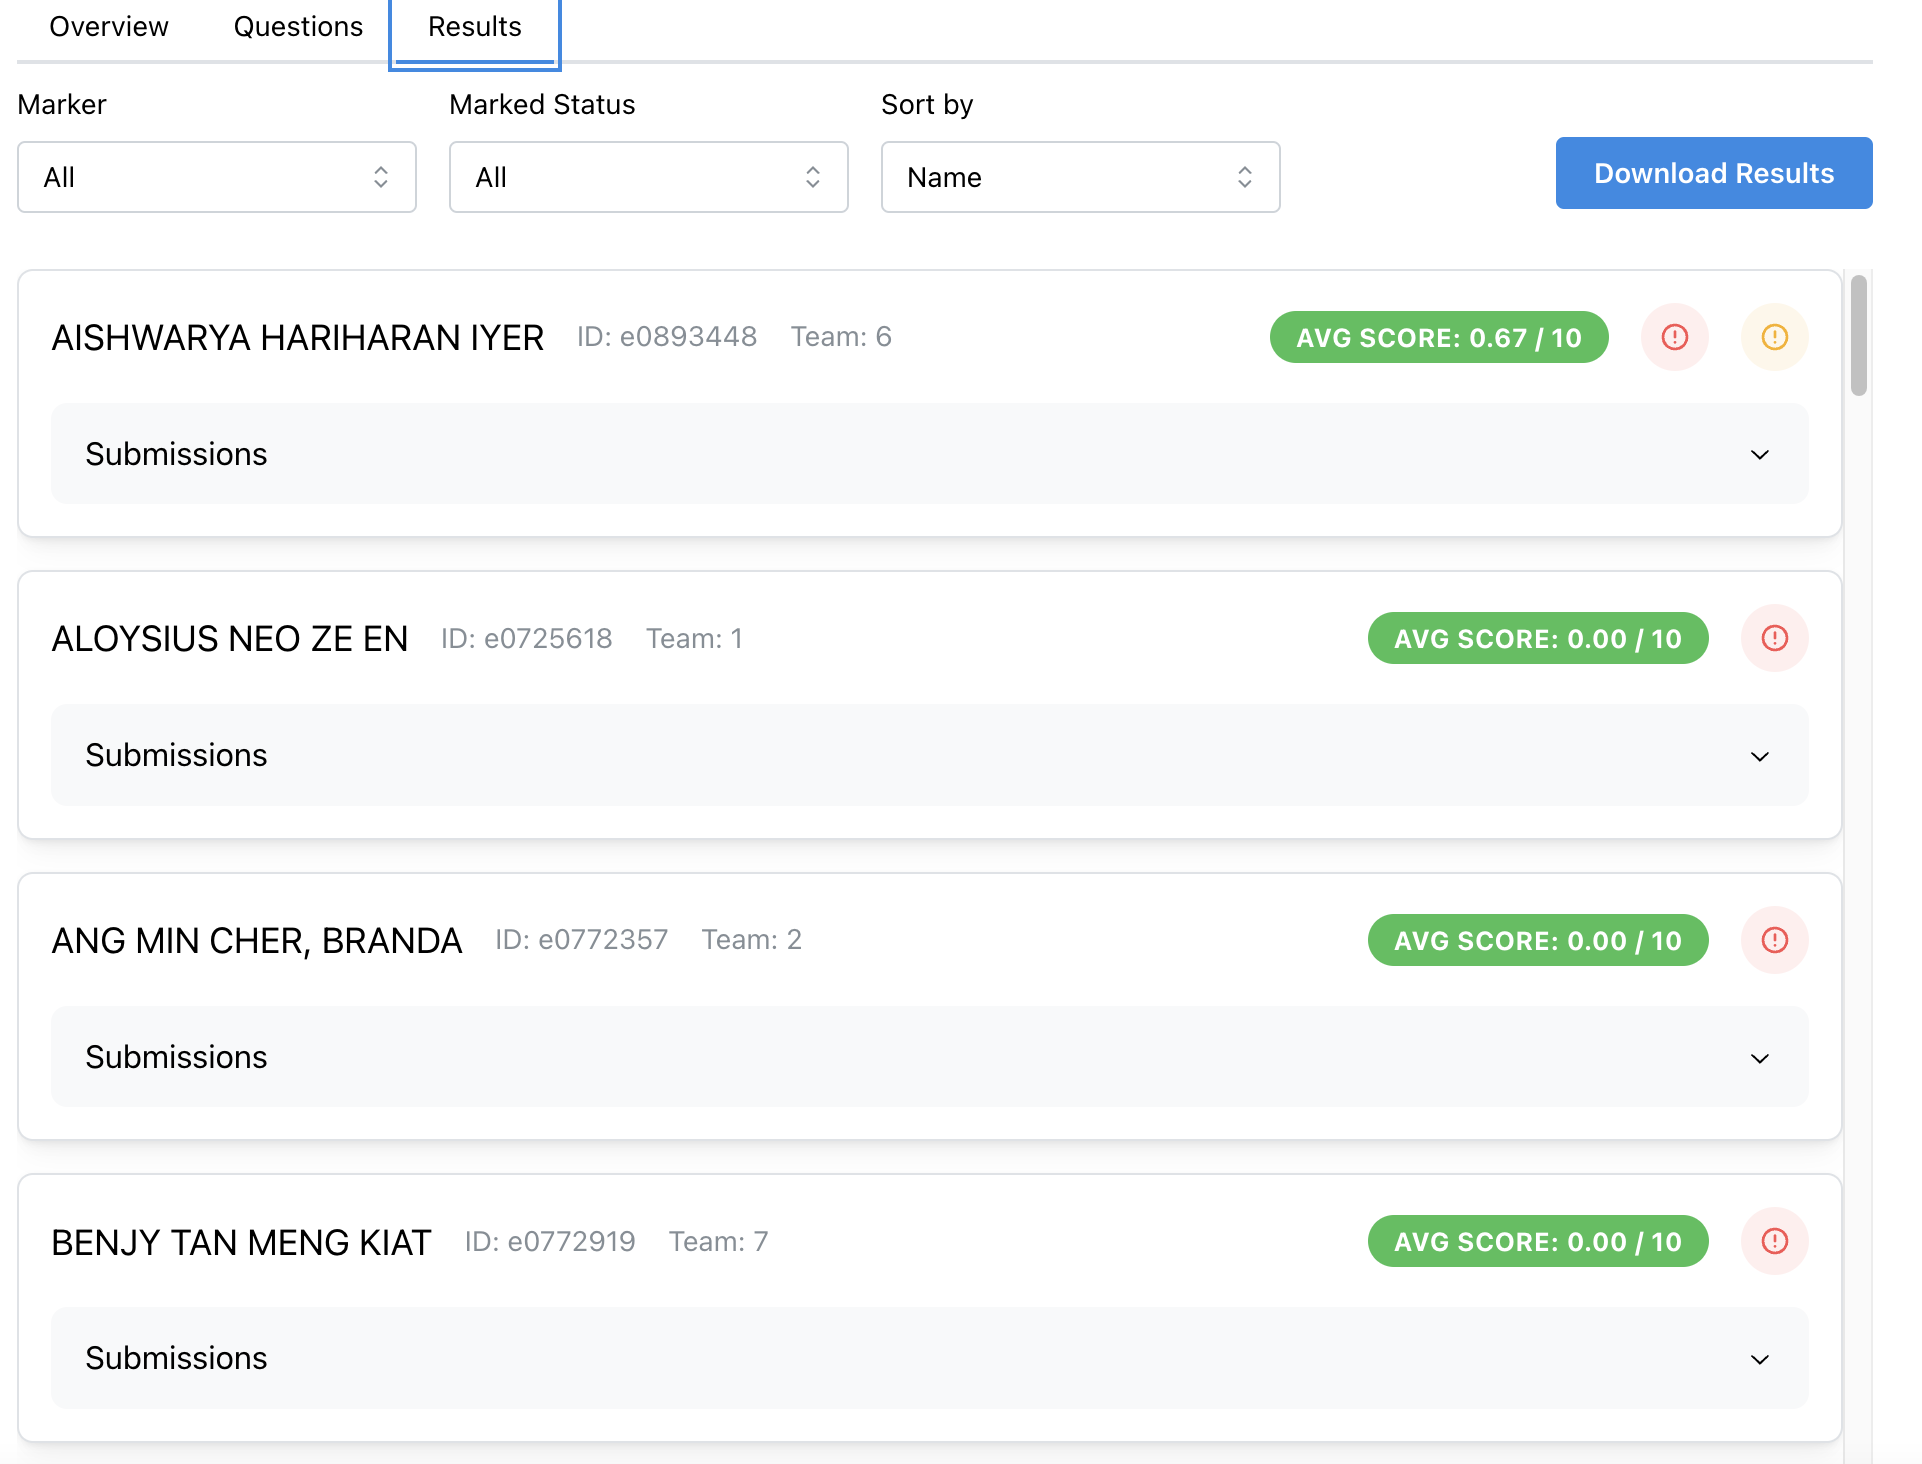 Overview Questions Results
Marker Marked Status Sort by
All All Name Download Results
AISHWARYA HARIHARAN IYER ID: e0893448 Team: 6 AVG SCORE: 0.67 / 10
Submissions
ALOYSIUS NEO ZE EN ID: e0725618 Team: 1 AVG SCORE: 0.00 / 10
Submissions
ANG MIN CHER, BRANDA ID: e0772357 Team: 2 AVG SCORE: 0.00 / 10
Submissions
BENJY TAN MENG KIAT ID: e0772919 Team: 7 AVG SCORE: 0.00 / 10
Submissions